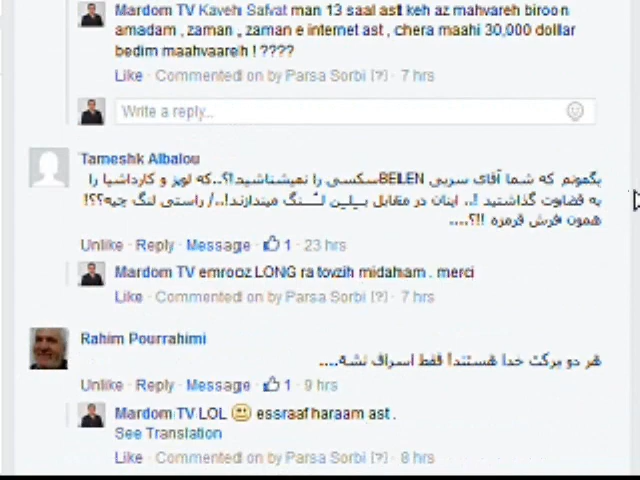 Mardom TV Kaveh Safvat man 13 saal ast keh az mahvareh biroon
amadam , zaman , zaman e internet ast , chera maahi 30,000 dollar
bedim maahvaareh ! ????
Like · Commented on by Parsa Sorbi [?] · 7 hrs
Write a reply...
Tameshk Albalou
بگمونم که شما آقای سربی BEILENسکسی را نمیشناشید!؟..که لوپز و کارداشیا را
به قضاوت گذاشتید !.. اینان در مقابل بیلین لنگ میندازند!../ راستی لنگ چیه؟؟!
همون فرش قرمزه !!؟....
Unlike · Reply · Message · 1 · 23 hrs
Mardom TV emrooz LONG ra tovzih midaham . merci
Like · Commented on by Parsa Sorbi [?] · 7 hrs
Rahim Pourrahimi
هر دو برکت خدا هستند! فقط اسراف نشه....
Unlike · Reply · Message · 1 · 9 hrs
Mardom TV LOL essraaf haraam ast .
See Translation
Like · Commented on by Parsa Sorbi [?] · 8 hrs